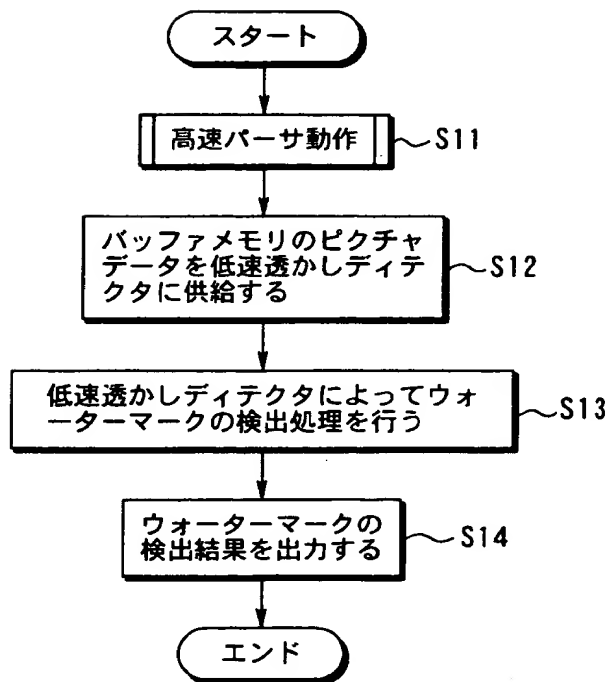 スタート
高速パーサ動作
S11
バッファメモリのピクチャ
データを低速透かしディテ
クタに供給する
S12
低速透かしディテクタによってウォ
ーターマークの検出処理を行う
S13
ウォーターマークの
検出結果を出力する
S14
エンド